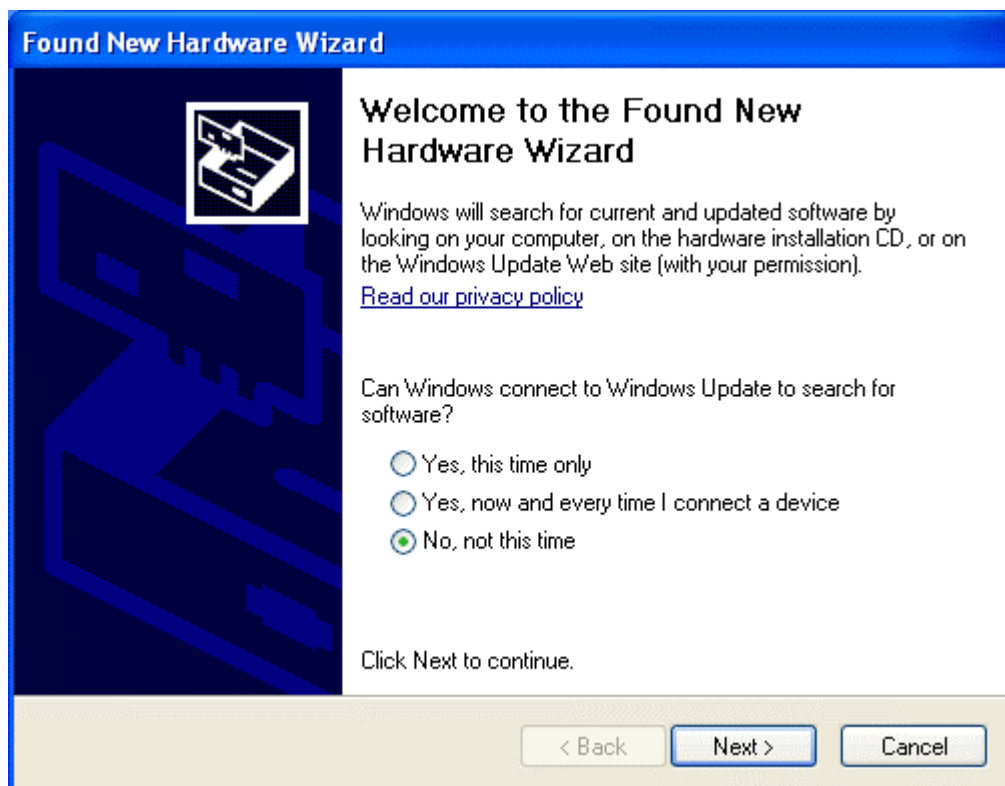 Found New Hardware Wizard
Welcome to the Found New
Hardware Wizard
Windows will search for current and updated software by
looking on your computer, on the hardware installation CD, or on
the Windows Update Web site (with your permission).
Read our privacy policy
Can Windows connect to Windows Update to search for
software?
Yes, this time only
Yes, now and every time I connect a device
No, not this time
Click Next to continue.
< Back
Next >
Cancel